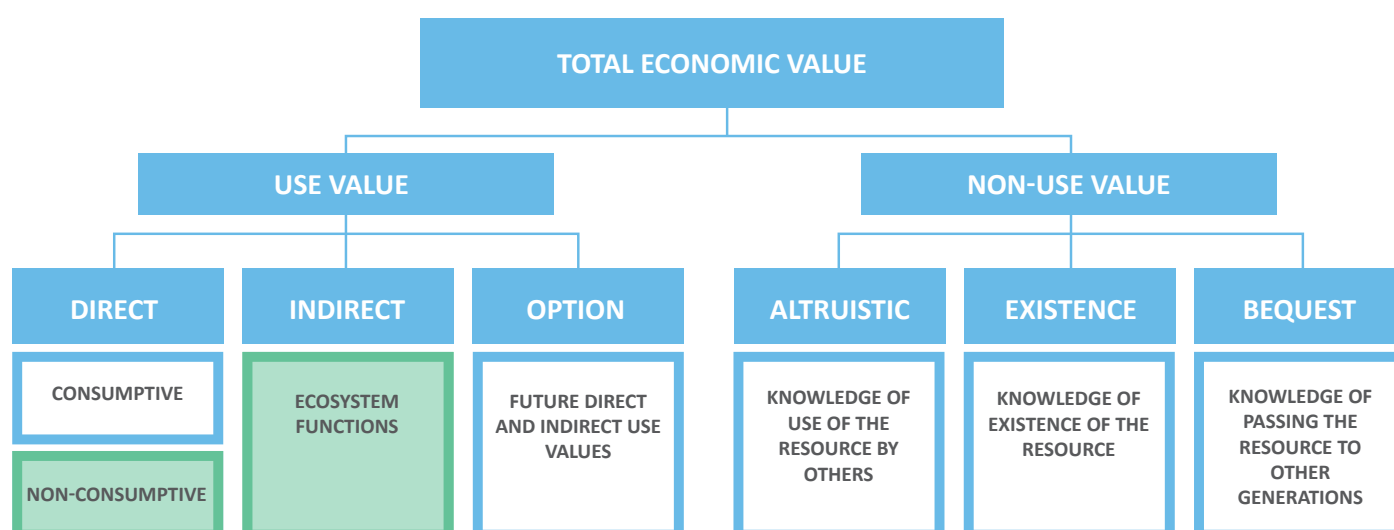 TOTAL ECONOMIC VALUE
USE VALUE
NON-USE VALUE
DIRECT
INDIRECT
OPTION
ALTRUISTIC
EXISTENCE
BEQUEST
CONSUMPTIVE
NON-CONSUMPTIVE
ECOSYSTEM
FUNCTIONS
FUTURE DIRECT
AND INDIRECT USE
VALUES
KNOWLEDGE OF
USE OF THE
RESOURCE BY
OTHERS
KNOWLEDGE OF
EXISTENCE OF THE
RESOURCE
KNOWLEDGE OF
PASSING THE
RESOURCE TO
OTHER
GENERATIONS